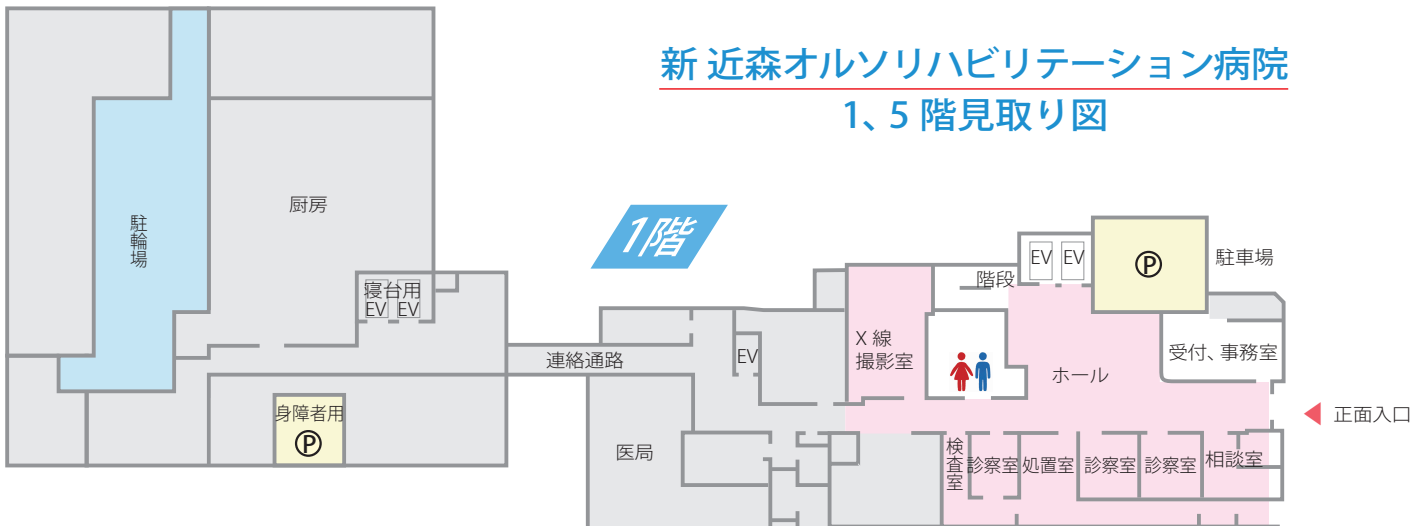 新 近森オルソリハビリテーション病院
1、5 階見取り図
1階
駐輪場
厨房
寝台用
EV EV
身障者用
P
連絡通路
EV
医局
X 線
撮影室
階段
EV EV
P
駐車場
受付、事務室
ホール
正面入口
検査室
診察室
処置室
診察室
診察室
相談室